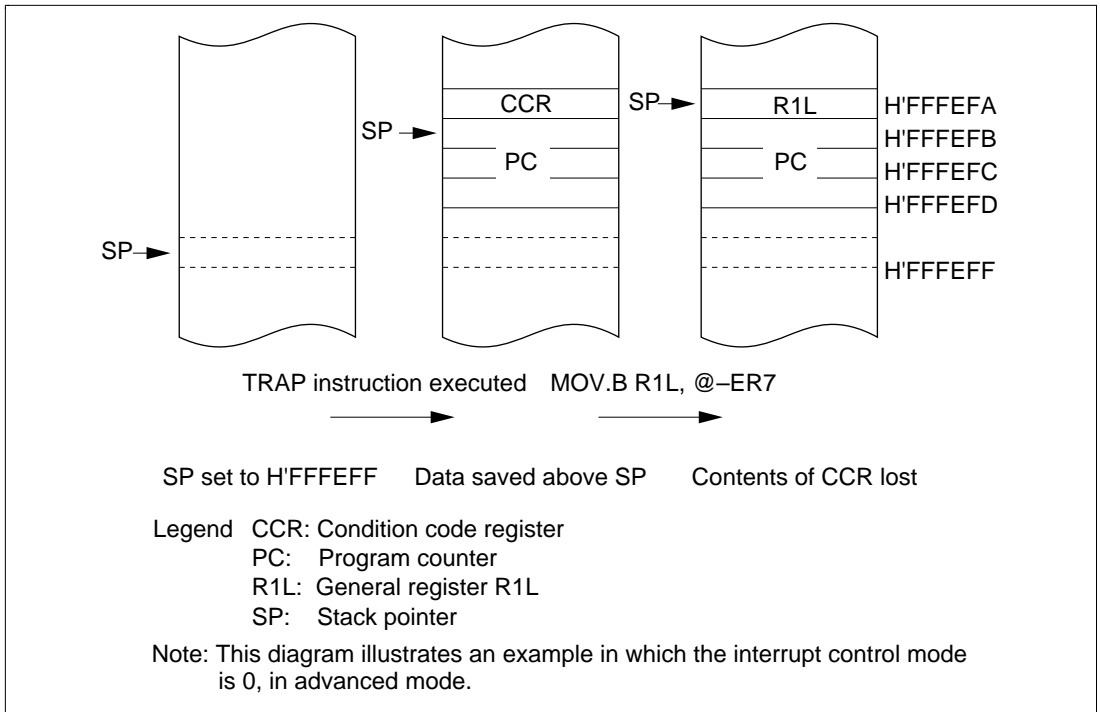 CCR
SP
R1L
H'FFFEFA
SP
H'FFFEFB
PC
PC
H'FFFEFC
H'FFFEFD
SP
H'FFFEFF
TRAP instruction executed
MOV.B R1L, @–ER7
SP set to H'FFFEFF
Data saved above SP
Contents of CCR lost
Legend CCR: Condition code register
PC: Program counter
R1L: General register R1L
SP: Stack pointer
Note: This diagram illustrates an example in which the interrupt control mode
is 0, in advanced mode.